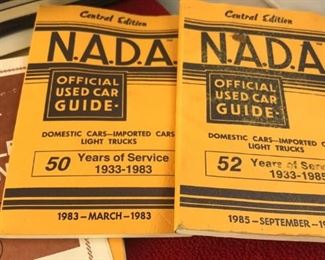 Central Edition
N.A.D.A.
OFFICIAL
USED CAR
GUIDE
DOMESTIC CARS—IMPORTED CARS
LIGHT TRUCKS
50 Years of Service
1933-1983
1983—MARCH—1983
Central Edition
N.A.D.A
OFFICIAL
USED CAR
GUIDE
DOMESTIC CARS—IMPORTED CAR
LIGHT TRUCKS
52 Years of Serv
1933-1985
1985—SEPTEMBER—1